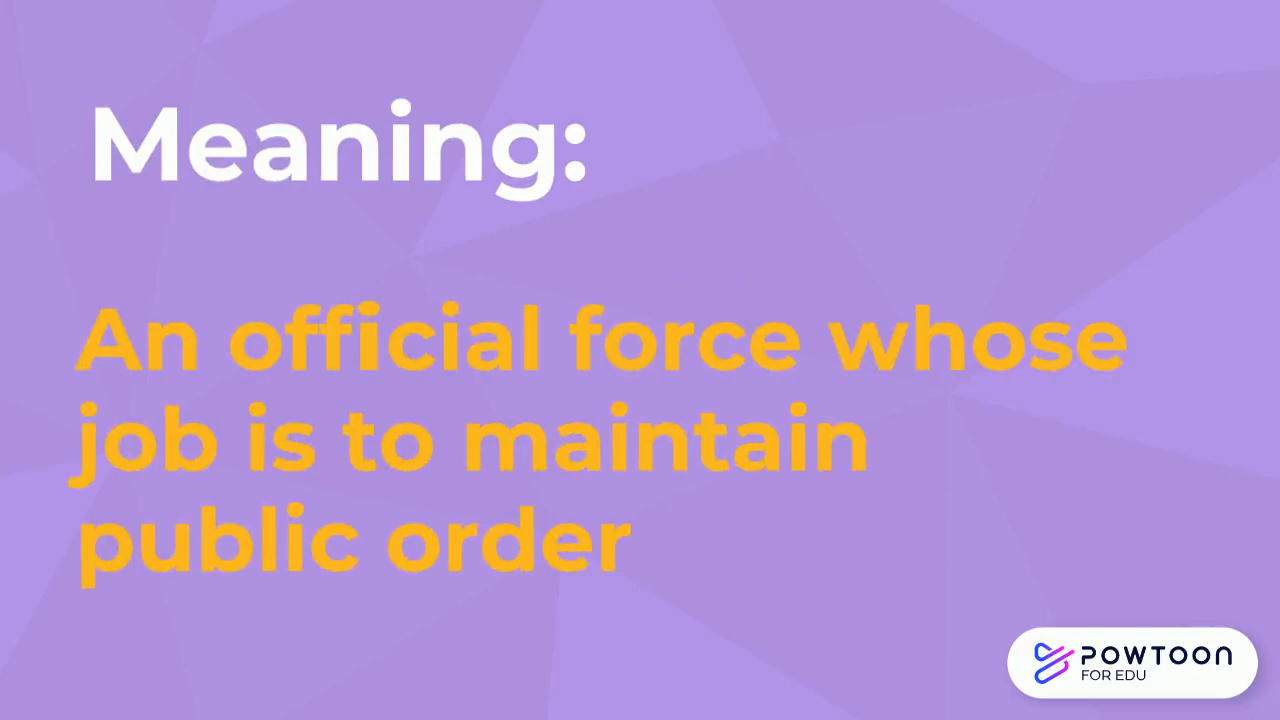 Meaning:
An official force whose
job is to maintain
public order
POWTOON
FOR EDU